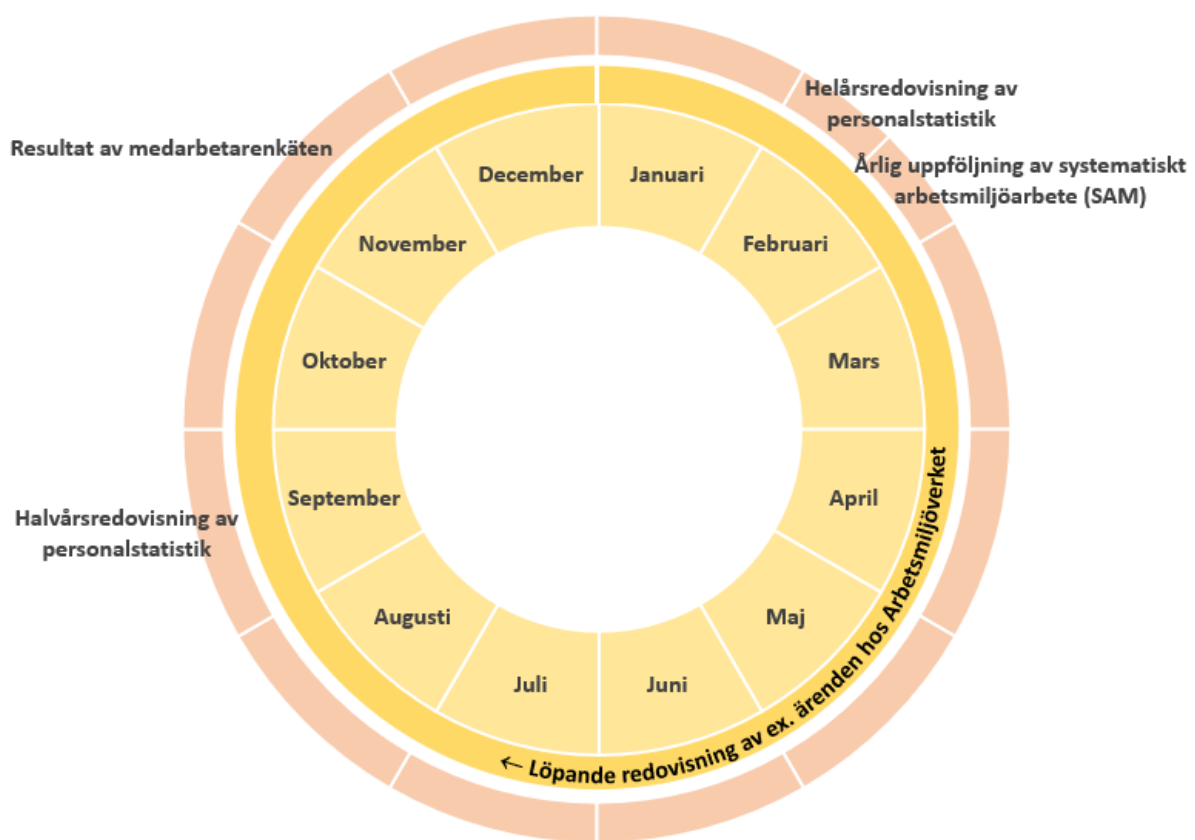 Helårsredovisning av
personalstatistik
Årlig uppföljning av systematiskt
arbetsmiljöarbete (SAM)
Resultat av medarbetarenkäten
Halvårsredovisning av
personalstatistik
Januari
Februari
Mars
April
Maj
Juni
Juli
Augusti
September
Oktober
November
December
← Löpande redovisning av ex. ärenden hos Arbetsmiljöverket